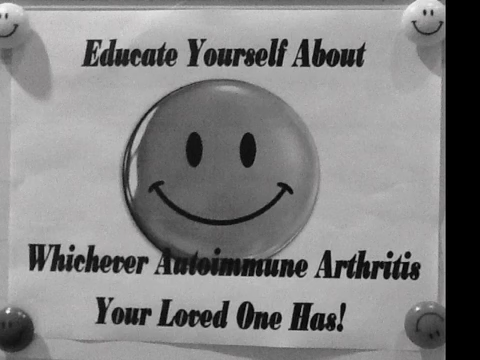 Educate Yourself About
Whichever Autoimmune Arthritis
Your Loved One Has!